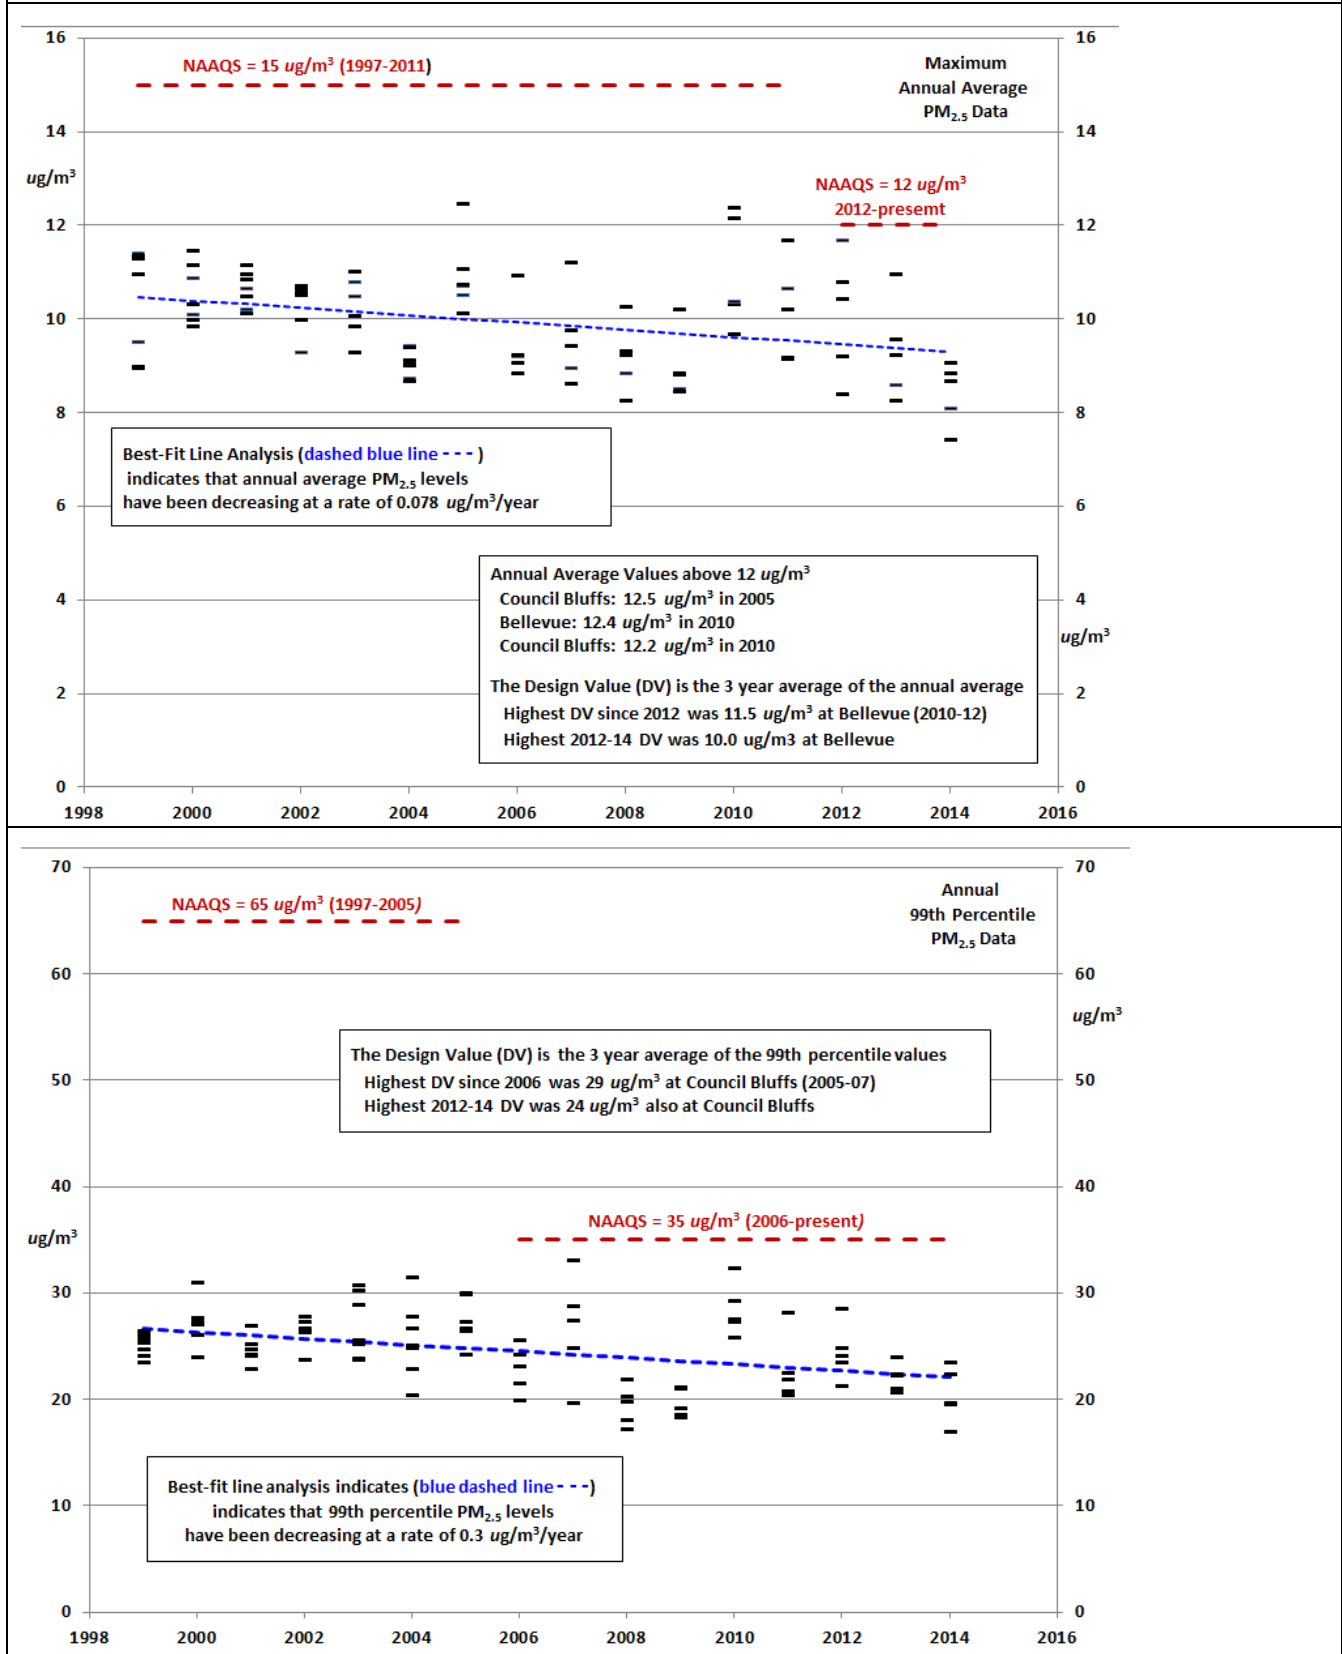 16
14
12
10
8
6
4
2
0
ug/m³
NAAQS = 15 ug/m³ (1997-2011)
Maximum
Annual Average
PM₂.₅ Data
NAAQS = 12 ug/m³
2012-presemt
Best-Fit Line Analysis (dashed blue line - - - )
indicates that annual average PM₂.₅ levels
have been decreasing at a rate of 0.078 ug/m³/year
Annual Average Values above 12 ug/m³
Council Bluffs: 12.5 ug/m³ in 2005
Bellevue: 12.4 ug/m³ in 2010
Council Bluffs: 12.2 ug/m³ in 2010
The Design Value (DV) is the 3 year average of the annual average
Highest DV since 2012 was 11.5 ug/m³ at Bellevue (2010-12)
Highest 2012-14 DV was 10.0 ug/m3 at Bellevue
16
14
12
10
8
6
4
ug/m³
2
0
1998 2000 2002 2004 2006 2008 2010 2012 2014 2016
70
60
50
40
ug/m³
30
20
10
0
NAAQS = 65 ug/m³ (1997-2005)
Annual
99th Percentile
PM₂.₅ Data
The Design Value (DV) is the 3 year average of the 99th percentile values
Highest DV since 2006 was 29 ug/m³ at Council Bluffs (2005-07)
Highest 2012-14 DV was 24 ug/m³ also at Council Bluffs
NAAQS = 35 ug/m³ (2006-present)
Best-fit line analysis indicates (blue dashed line - - - )
indicates that 99th percentile PM₂.₅ levels
have been decreasing at a rate of 0.3 ug/m³/year
70
60
ug/m³
50
40
30
20
10
0
1998 2000 2002 2004 2006 2008 2010 2012 2014 2016